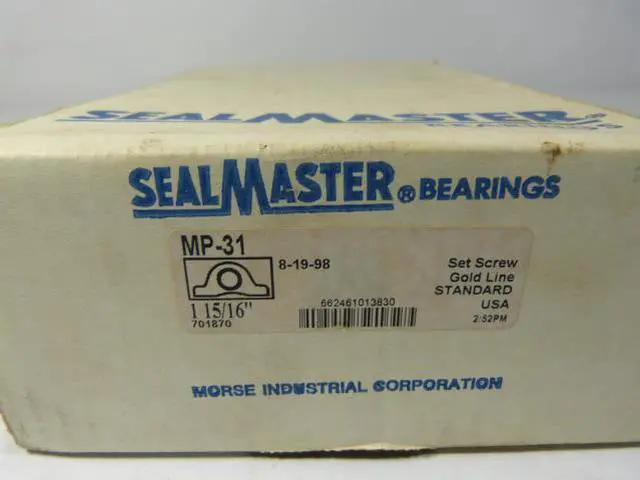 SEALMASTER
BEARINGS
SEALMASTER® BEARINGS
MP-31
8-19-98
1 15/16"
701870
662461013830
Set Screw
Gold Line
STANDARD
USA
2:52PM
MORSE INDUSTRIAL CORPORATION